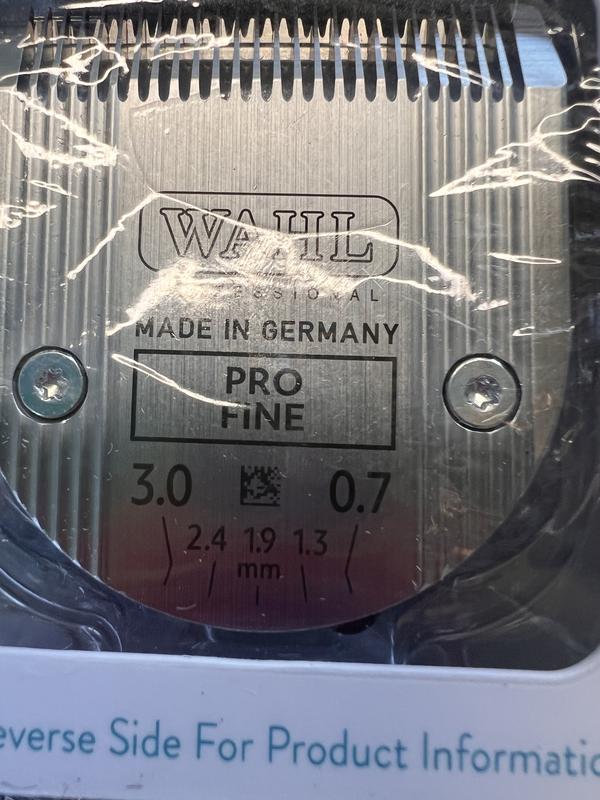 WAHL
PROFESSIONAL
MADE IN GERMANY
PRO
FINE
3.0 0.7
2.4 1.9 1.3
mm
everse Side For Product Informatio